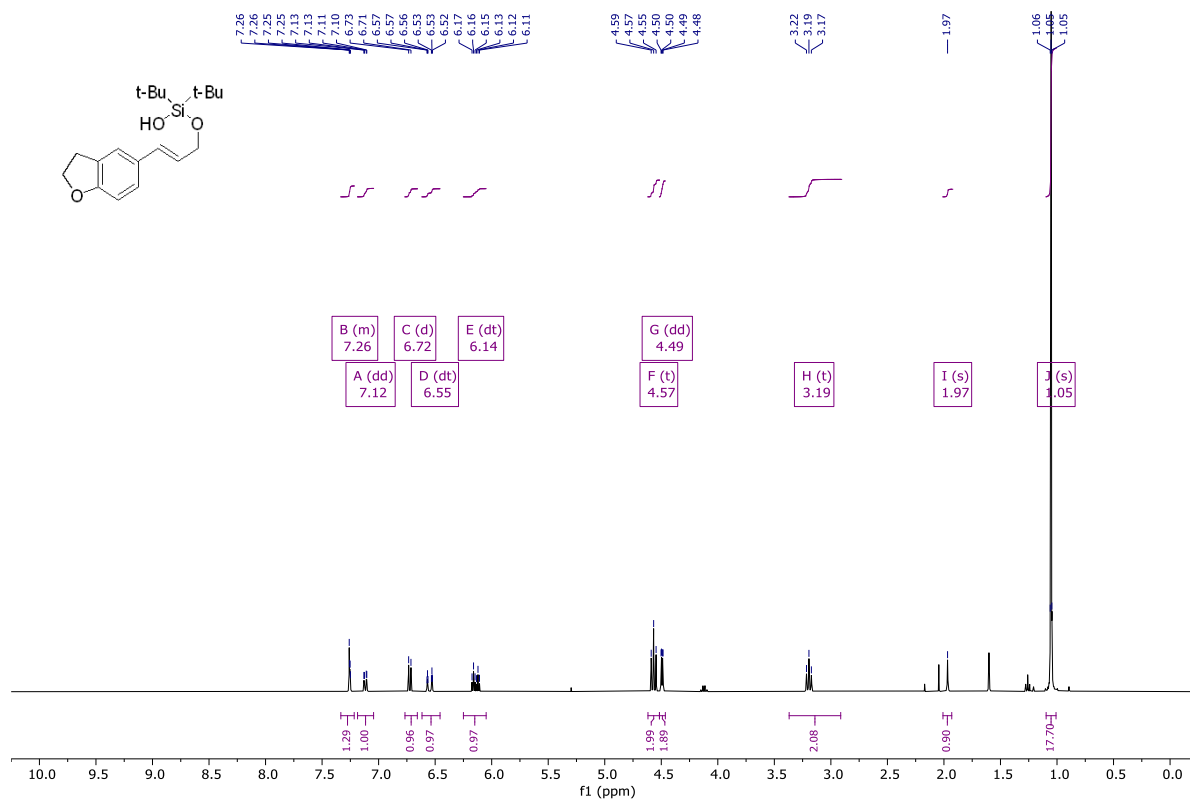 7.26 7.26 7.25 7.25 7.13 7.13 7.11 7.10 6.73 6.71 6.57 6.57 6.56 6.53 6.53 6.52 6.17 6.16 6.15 6.13 6.12 6.11 4.59 4.57 4.55 4.50 4.50 4.49 4.48 3.22 3.19 3.17 1.97 1.06 1.05 1.05
t-Bu t-Bu
Si
HO O
O
B (m) C (d) E (dt) G (dd)
7.26 6.72 6.14 4.49
A (dd) D (dt) F (t) H (t) I (s) J (s)
7.12 6.55 4.57 3.19 1.97 1.05
1.29 1.00 0.96 0.97 0.97 1.99 1.89 2.08 0.90 17.70
10.0 9.5 9.0 8.5 8.0 7.5 7.0 6.5 6.0 5.5 5.0 4.5 4.0 3.5 3.0 2.5 2.0 1.5 1.0 0.5 0.0
f1 (ppm)